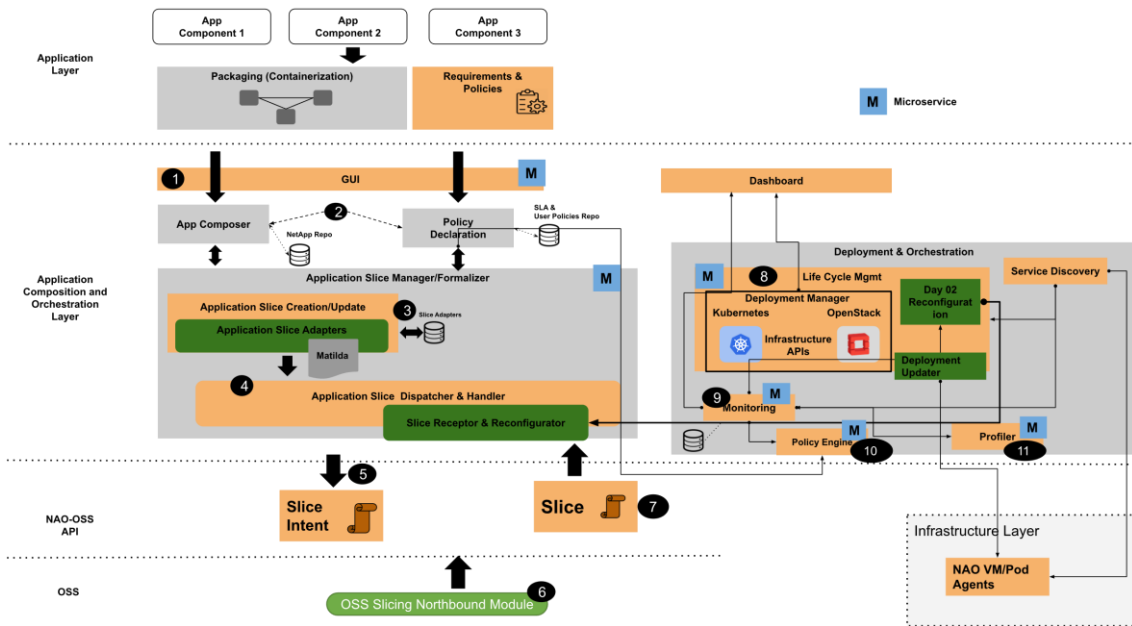 App
Component 1
App
Component 2
App
Component 3
Application
Layer
Packaging (Containerization)
Requirements &
Policies
M
Microservice
1
GUI
M
Dashboard
App Composer
2
NetApp Repo
Policy
Declaration
SLA &
User Policies Repo
Deployment & Orchestration
Application
Composition and
Orchestration
Layer
Application Slice Manager/Formalizer
M
Application Slice Creation/Update
3
Slice Adapters
Application Slice Adapters
Matilda
4
Application Slice Dispatcher & Handler
Slice Receptor & Reconfigurator
M
8
Life Cycle Mgmt
Service Discovery
Deployment Manager
Kubernetes
OpenStack
Infrastructure
APIs
Day 02
Reconfigurat
ion
Deployment
Updater
9
Monitoring
M
Policy Engine
M
10
Profiler
M
11
NAO-OSS
API
5
Slice
Intent
Slice
7
Infrastructure Layer
NAO VM/Pod
Agents
OSS
OSS Slicing Northbound Module
6